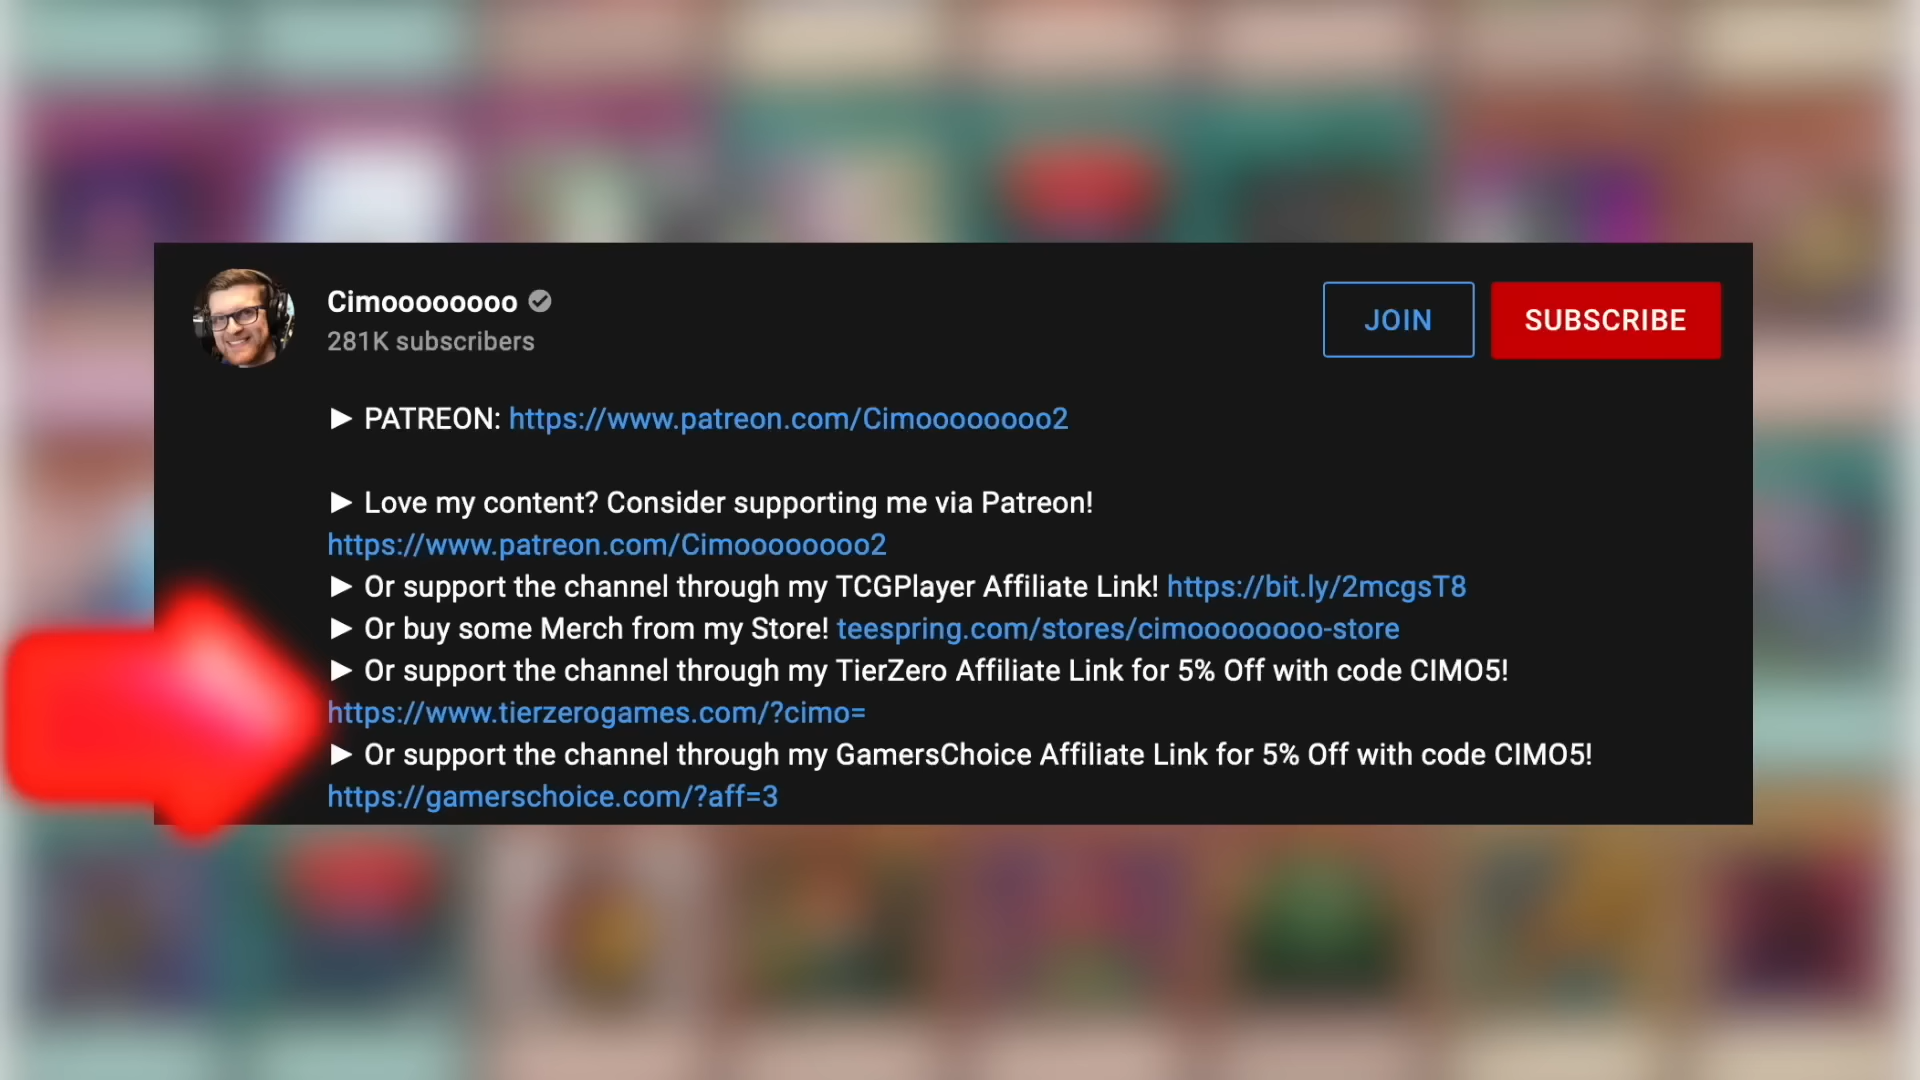 Cimoooooooo
281K subscribers
JOIN
SUBSCRIBE
► PATREON: https://www.patreon.com/Cimoooooooo2
► Love my content? Consider supporting me via Patreon!
https://www.patreon.com/Cimoooooooo2
► Or support the channel through my TCGPlayer Affiliate Link! https://bit.ly/2mcgsT8
► Or buy some Merch from my Store! teespring.com/stores/cimoooooooo-store
► Or support the channel through my TierZero Affiliate Link for 5% Off with code CIMO5!
https://www.tierzerogames.com/?cimo=
► Or support the channel through my GamersChoice Affiliate Link for 5% Off with code CIMO5!
https://gamerschoice.com/?aff=3